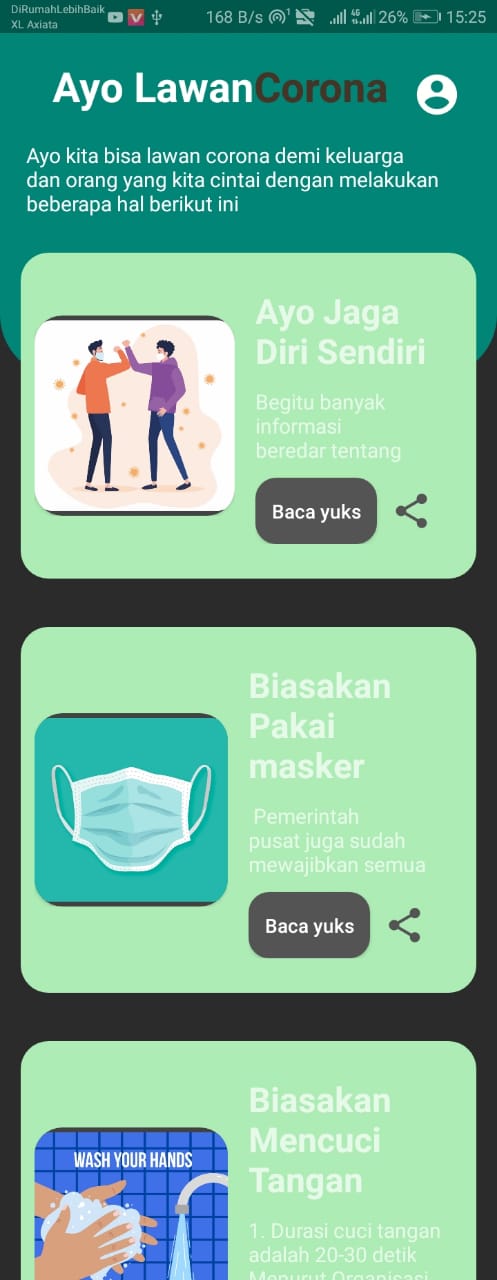 DiRumahLebihBaik
XL Axiata
168 B/s
1
4G
4G
26%
15:25
Ayo LawanCorona
Ayo kita bisa lawan corona demi keluarga
dan orang yang kita cintai dengan melakukan
beberapa hal berikut ini
Ayo Jaga
Diri Sendiri
Begitu banyak
informasi
beredar tentang
Baca yuks
Biasakan
Pakai
masker
Pemerintah
pusat juga sudah
mewajibkan semua
Baca yuks
WASH YOUR HANDS
Biasakan
Mencuci
Tangan
1. Durasi cuci tangan
adalah 20-30 detik
Menurut Organisasi